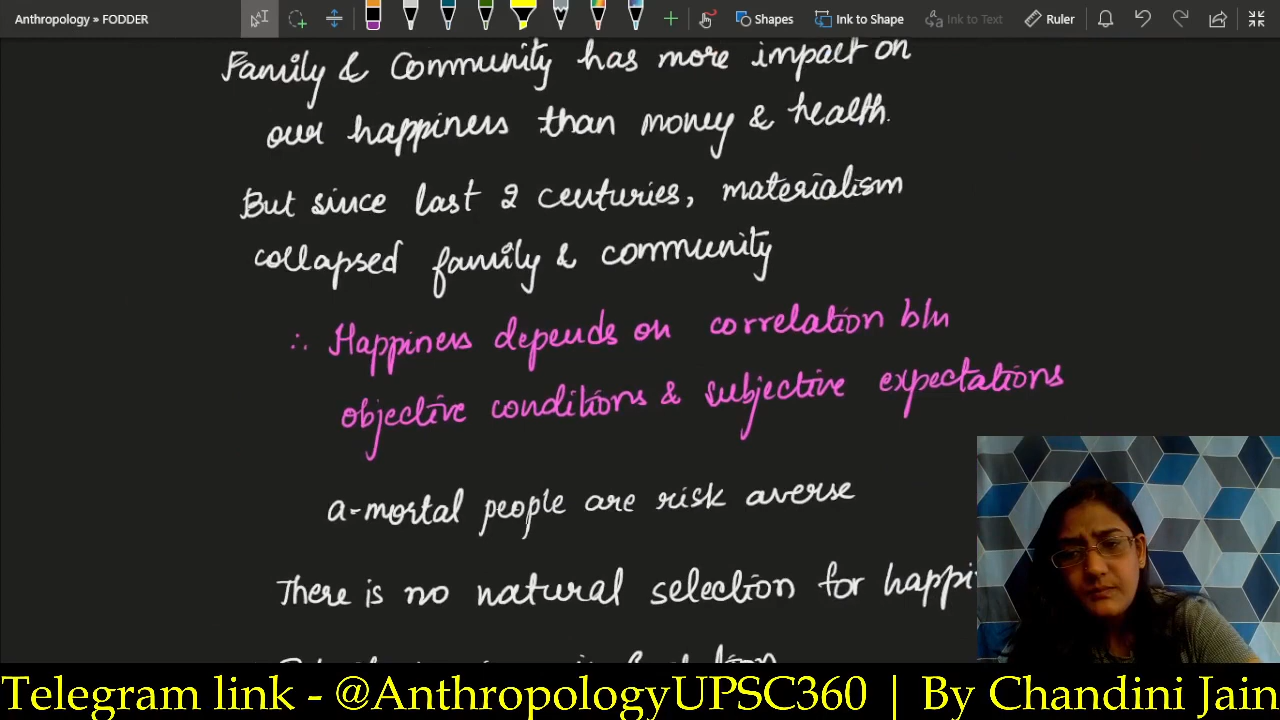 Anthropology » FODDER
Shapes
Ink to Shape
Ink to Text
Ruler
Family & Community has more impact on
our happiness than money & health.
But since last 2 centuries, materialism
collapsed family & community
∴ Happiness depends on correlation b/n
objective conditions & subjective expectations
a-mortal people are risk averse
There is no natural selection for happi
Telegram link - @AnthropologyUPSC360 | By Chandini Jain